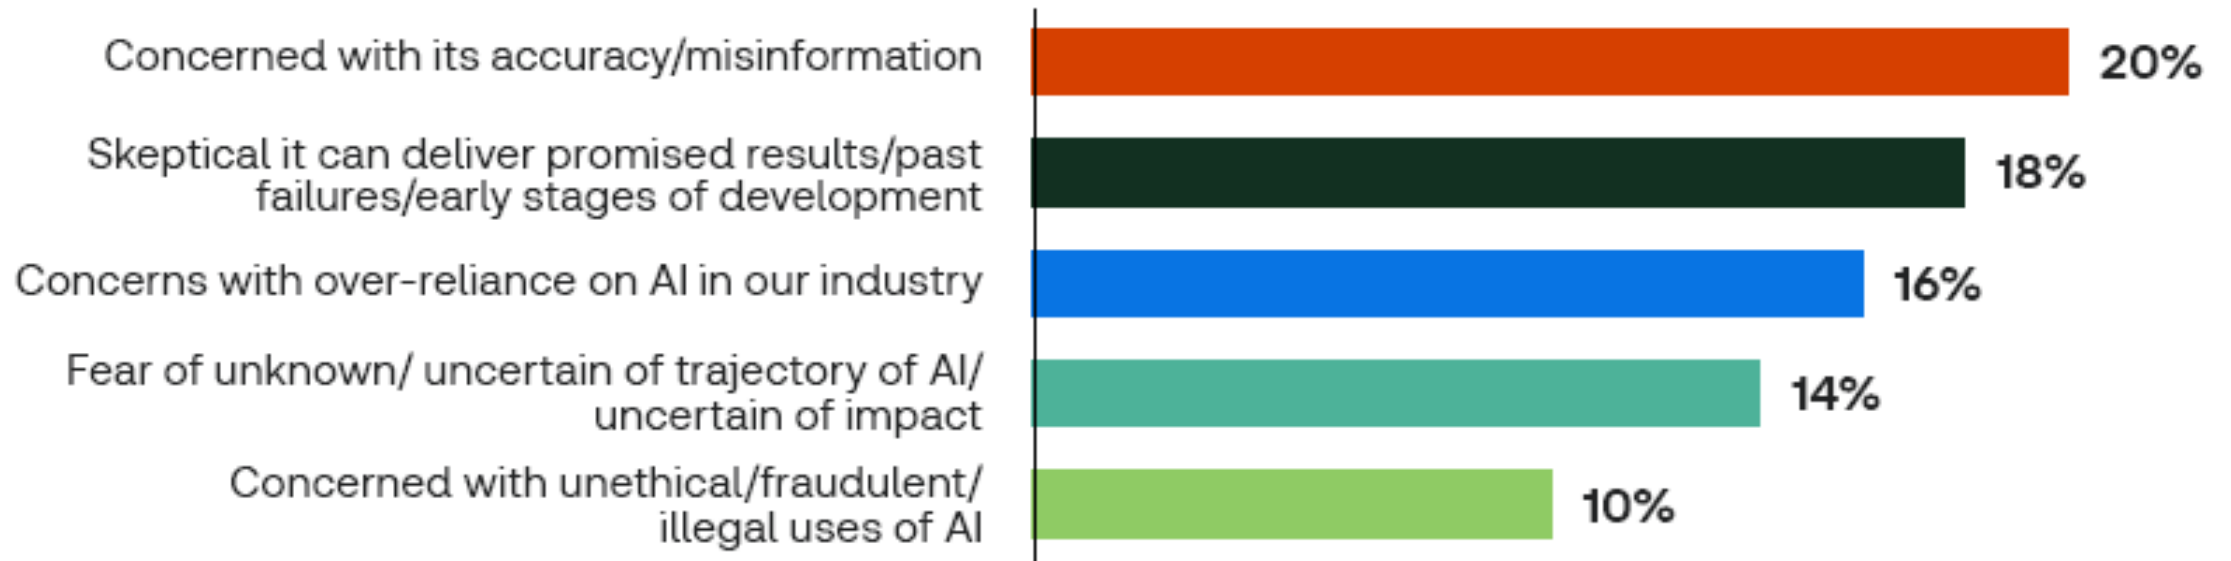 Concerned with its accuracy/misinformation
20%
Skeptical it can deliver promised results/past
failures/early stages of development
18%
Concerns with over-reliance on AI in our industry
16%
Fear of unknown/ uncertain of trajectory of AI/
uncertain of impact
14%
Concerned with unethical/fraudulent/
illegal uses of AI
10%